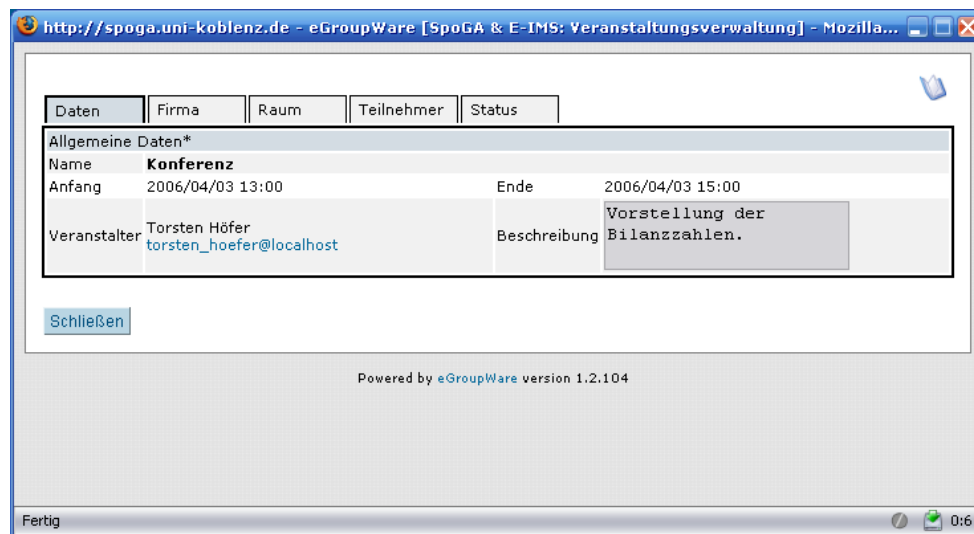 http://spoga.uni-koblenz.de - eGroupWare [SpoGA & E-IMS: Veranstaltungsverwaltung] - Mozilla...
Daten Firma Raum Teilnehmer Status
Allgemeine Daten*
Name Konferenz
Anfang 2006/04/03 13:00 Ende 2006/04/03 15:00
Veranstalter Torsten Höfer
torsten_hoefer@localhost
Beschreibung Vorstellung der
Bilanzzahlen.
Schließen
Powered by eGroupWare version 1.2.104
Fertig 0:6